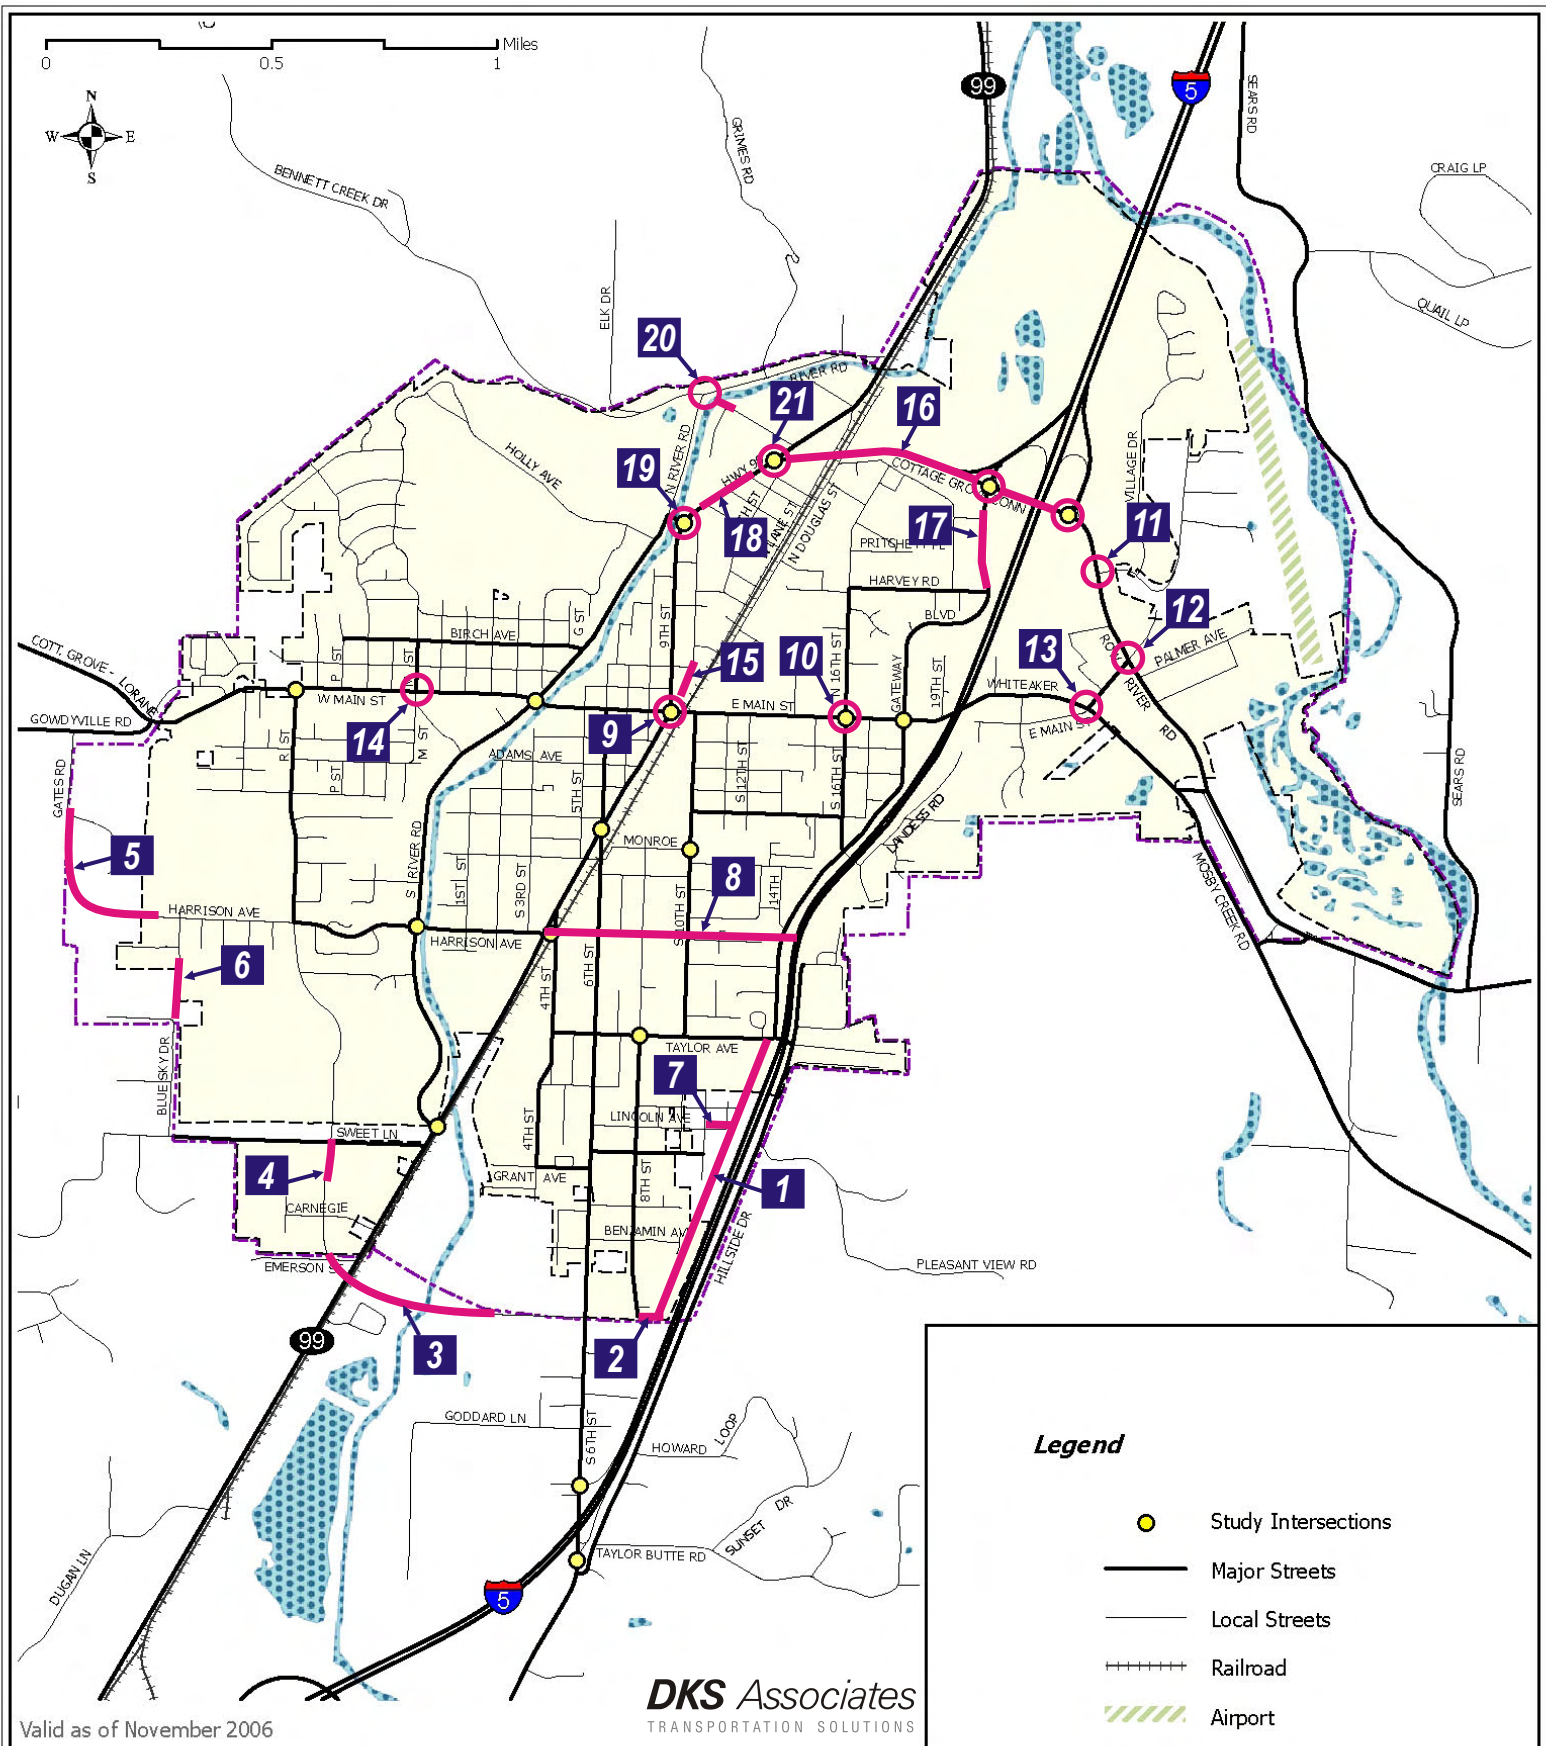 Miles
0 0.5 1
N
W E
S
99
5
SEARS RD
CRAIG LP
QUAIL LP
GRIMES RD
BENNETT CREEK DR
ELK DR
20
RIVER RD
21
16
HOLLY AVE
N RIVER RD
19
HWY 9
COTTAGE GRO CONN
VILLAGE DR
18
17
11
LANE ST
N DOUGLAS ST
PRITCHETT PL
HARVEY RD
BLVD
12
G ST
BIRCH AVE
9TH ST
15
10
N 16TH ST
13
ROW RIVER RD
PALMER AVE
COTT. GROVE - LORANE
P ST
W MAIN ST
E MAIN ST
GATEWAY
19TH ST
WHITEAKER
GOWDYVILLE RD
14
9
E MAIN ST
R ST
M ST
ADAMS AVE
P ST
5TH ST
S 12TH ST
S 16TH ST
GATES RD
SEARS RD
LANDESS RD
MONROE
5
S RIVER RD
1ST ST
S 3RD ST
8
14TH
S 10TH ST
MOSBY CREEK RD
HARRISON AVE
HARRISON AVE
6
4TH ST
6TH ST
TAYLOR AVE
BLUE SKY DR
7
LINCOLN AVE
SWEET LN
4TH ST
4
GRANT AVE
8TH ST
1
CARNEGIE
BENJAMIN AV
HILLSIDE DR
EMERSON ST
PLEASANT VIEW RD
99
3
2
GODDARD LN
S 6TH ST
HOWARD LOOP
SUNSET DR
TAYLOR BUTTE RD
DUGAN LN
5
Legend
Study Intersections
Major Streets
Local Streets
Railroad
Airport
DKS Associates
TRANSPORTATION SOLUTIONS
Valid as of November 2006